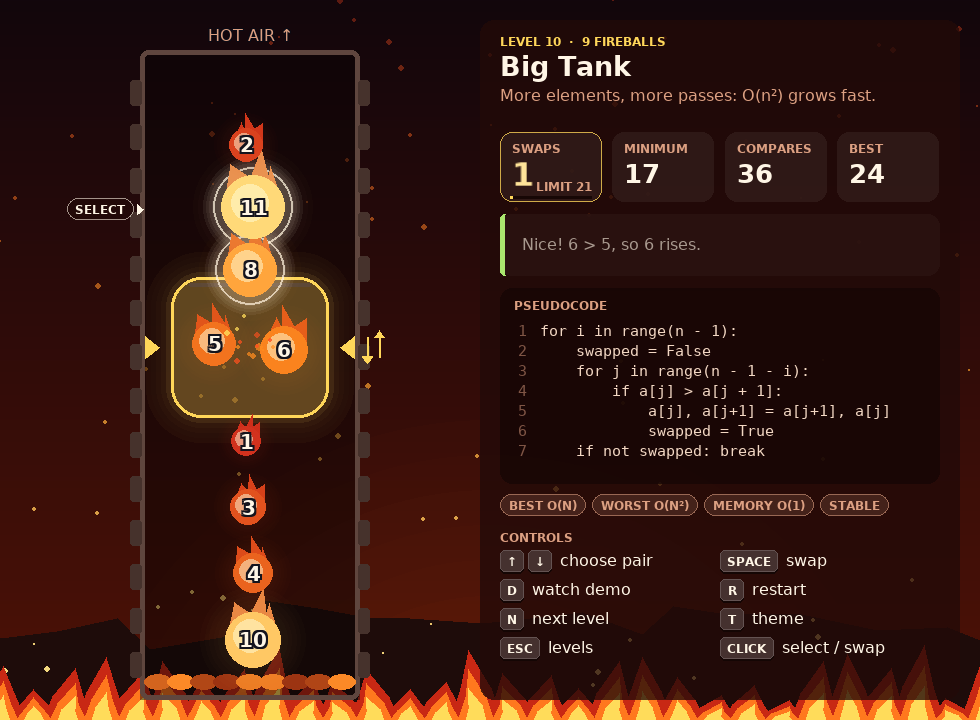 HOT AIR ↑
2
11
SELECT
8
5 6
1
3
4
10
LEVEL 10 · 9 FIREBALLS
Big Tank
More elements, more passes: O(n²) grows fast.
SWAPS
1 LIMIT 21
MINIMUM
17
COMPARES
36
BEST
24
Nice! 6 > 5, so 6 rises.
PSEUDOCODE
1 for i in range(n - 1):
2     swapped = False
3     for j in range(n - 1 - i):
4         if a[j] > a[j + 1]:
5             a[j], a[j+1] = a[j+1], a[j]
6             swapped = True
7     if not swapped: break
BEST O(N) WORST O(N²) MEMORY O(1) STABLE
CONTROLS
↑ ↓ choose pair SPACE swap
D watch demo R restart
N next level T theme
ESC levels CLICK select / swap